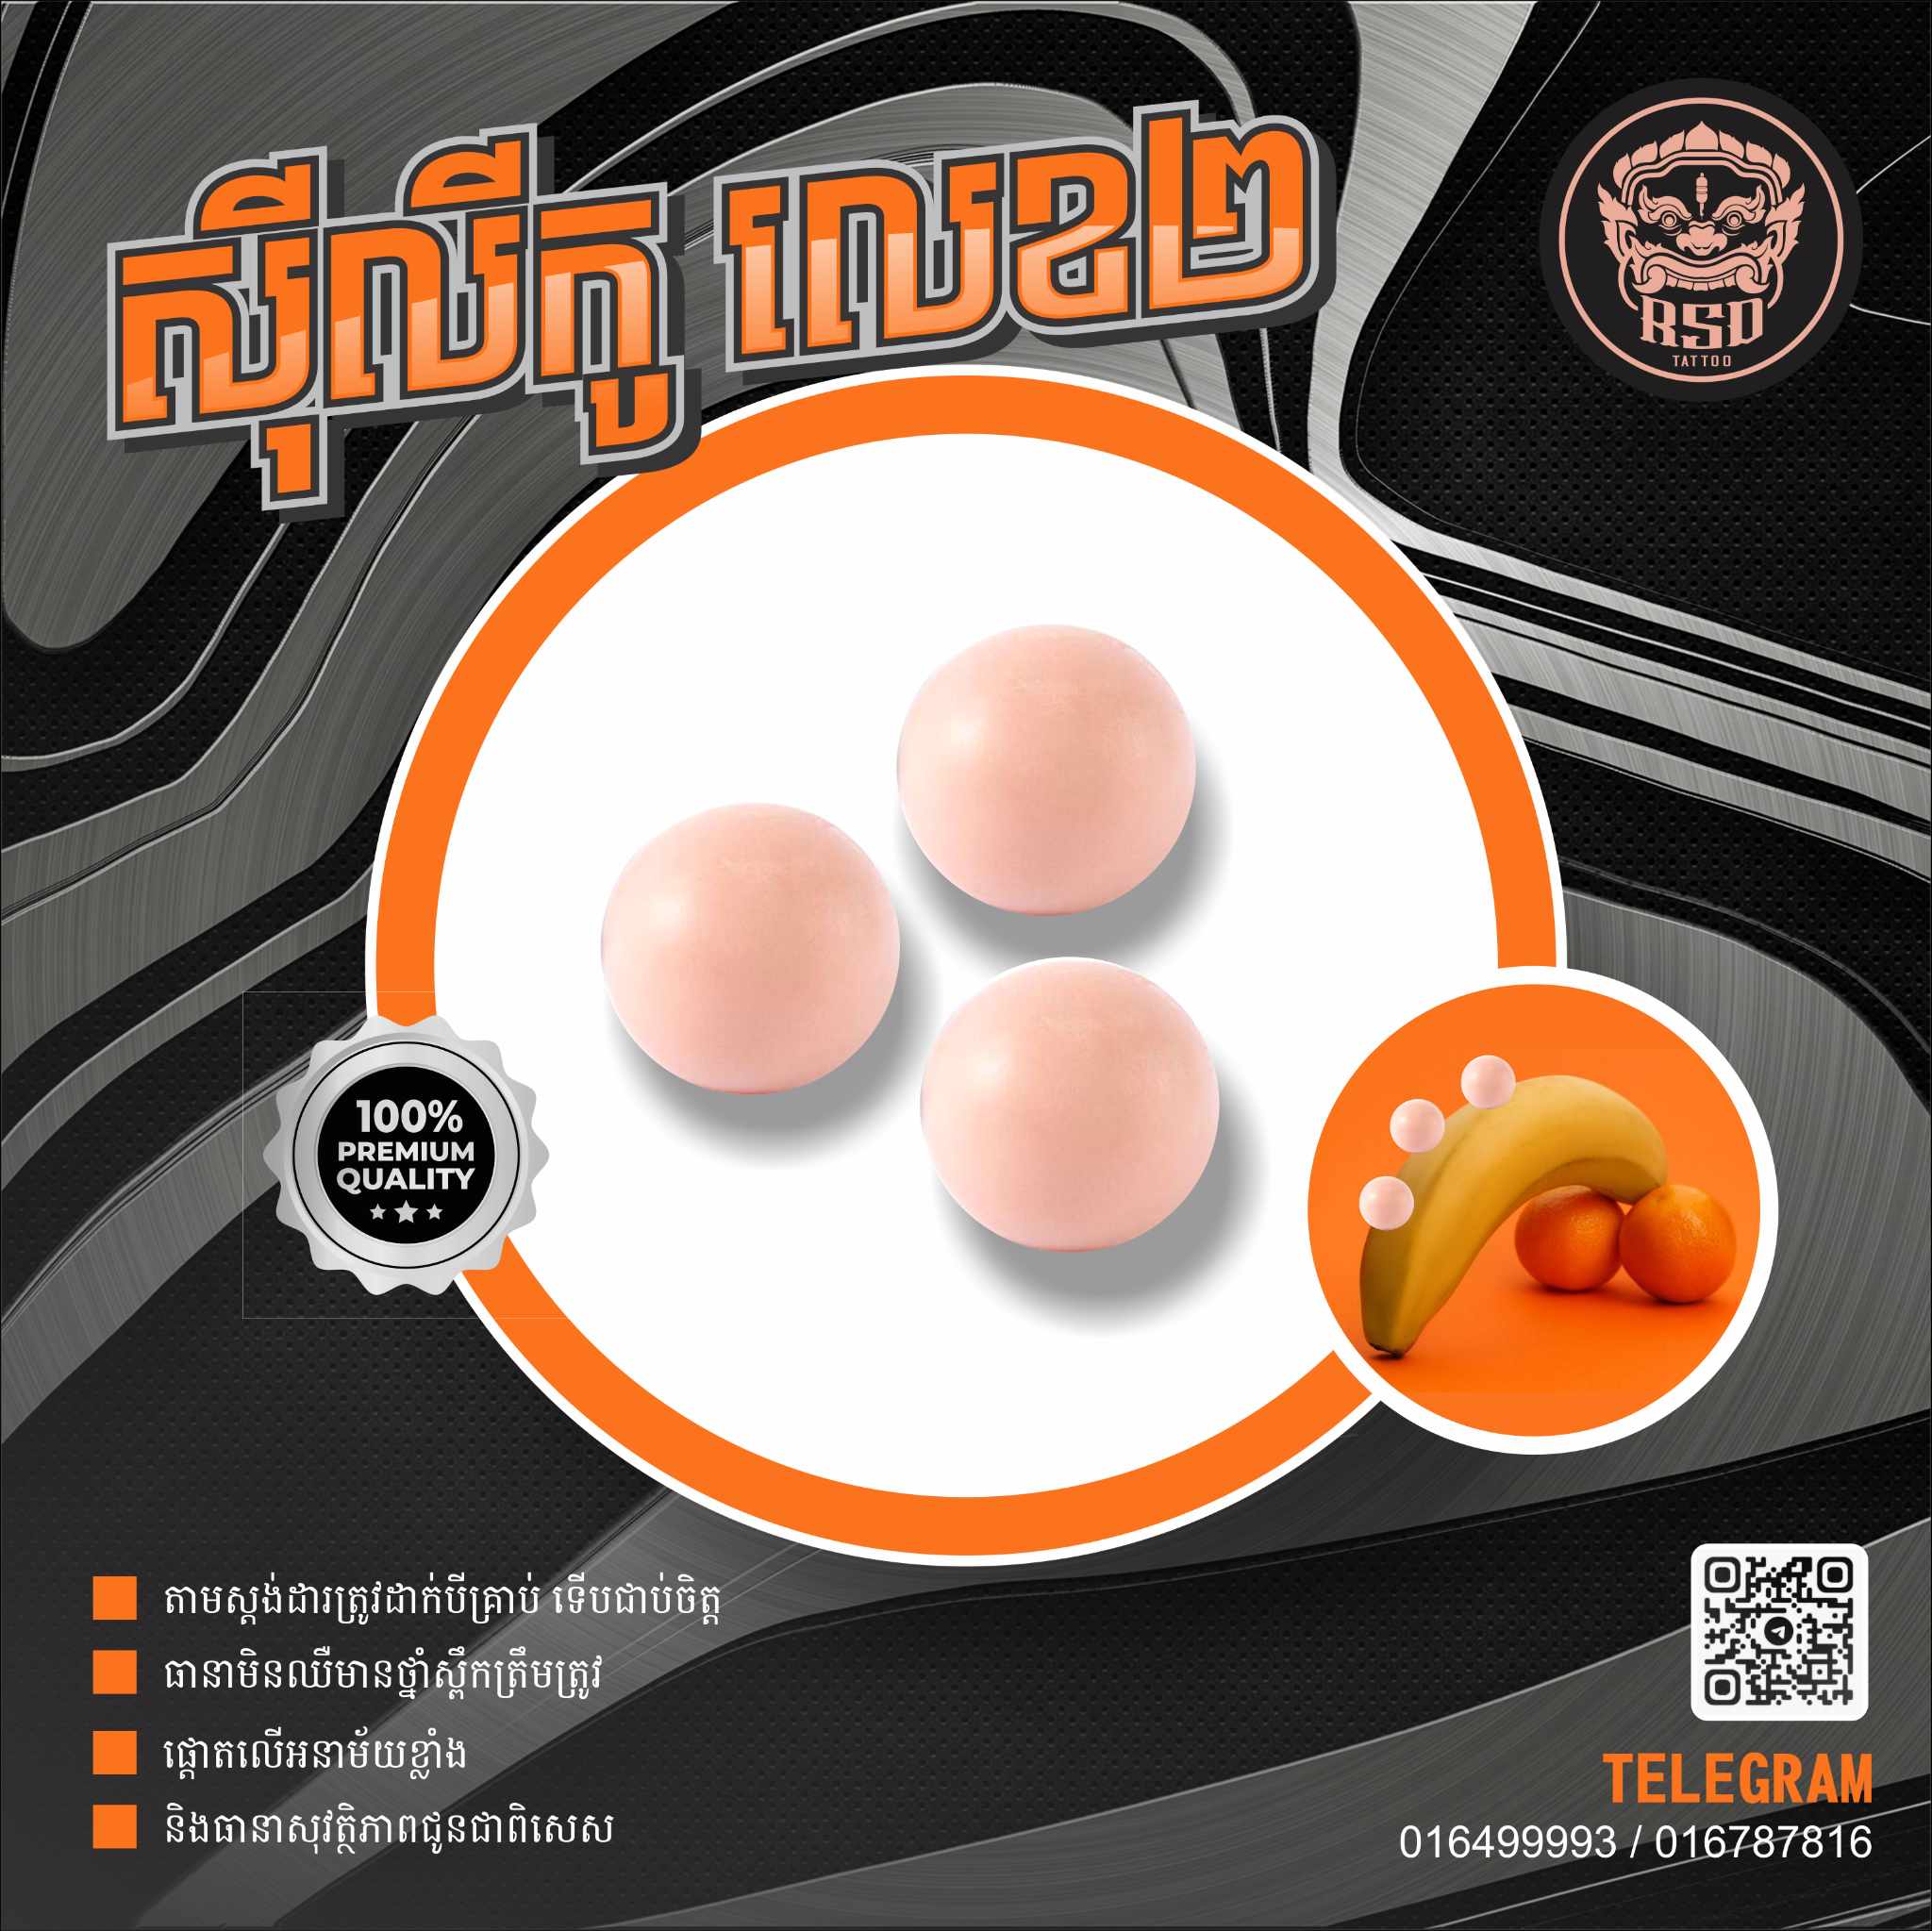 ស៊ីលីកូ លេខ២
RSD
TATTOO
100%
PREMIUM
QUALITY
តាមស្តង់ដារត្រូវដាក់បីគ្រាប់ ទើបជាប់ចិត្ត
ធានាមិនឈឺមានថ្នាំស្ពឹកត្រឹមត្រូវ
ផ្តោតលើអនាម័យខ្លាំង
និងធានាសុវត្ថិភាពជូនជាពិសេស
TELEGRAM
016499993 / 016787816